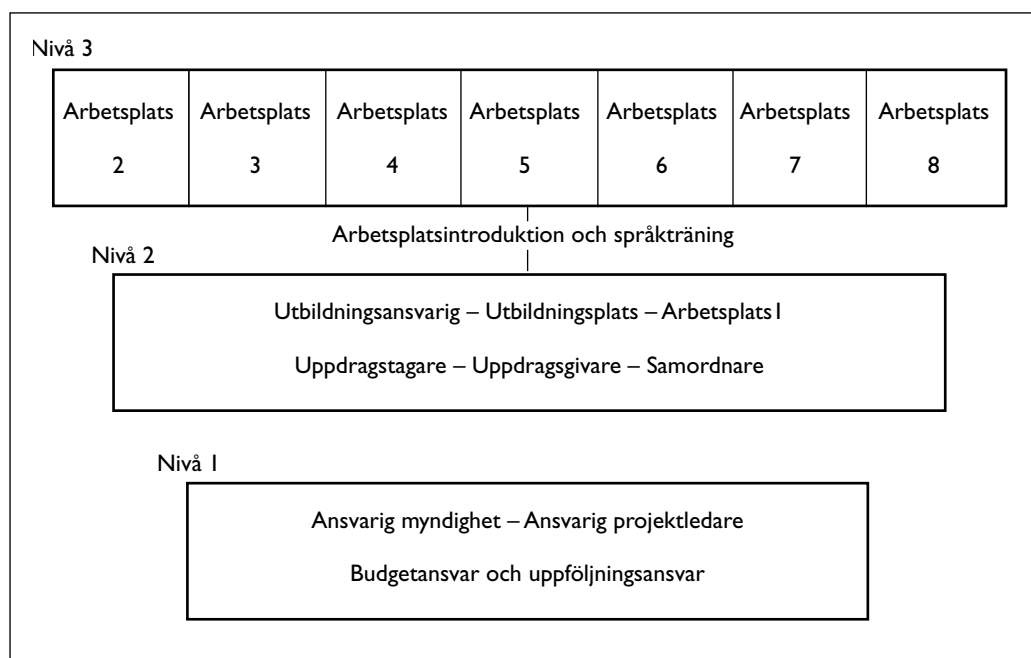 Nivå 3
Arbetsplats Arbetsplats Arbetsplats Arbetsplats Arbetsplats Arbetsplats Arbetsplats
2 3 4 5 6 7 8
Arbetsplatsintroduktion och språkträning
Nivå 2
Utbildningsansvarig – Utbildningsplats – Arbetsplats1
Uppdragstagare – Uppdragsgivare – Samordnare
Nivå 1
Ansvarig myndighet – Ansvarig projektledare
Budgetansvar och uppföljningsansvar